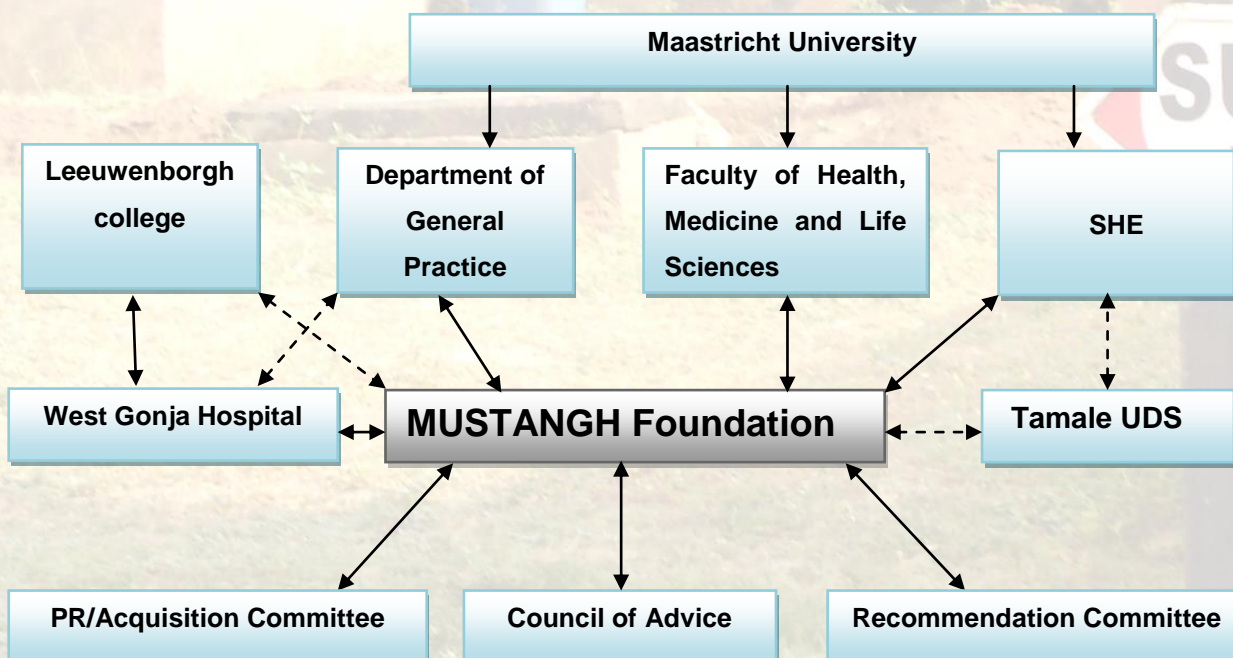 Maastricht University
Leeuwenborgh
college
Department of
General
Practice
Faculty of Health,
Medicine and Life
Sciences
SHE
West Gonja Hospital
MUSTANGH Foundation
Tamale UDS
PR/Acquisition Committee
Council of Advice
Recommendation Committee